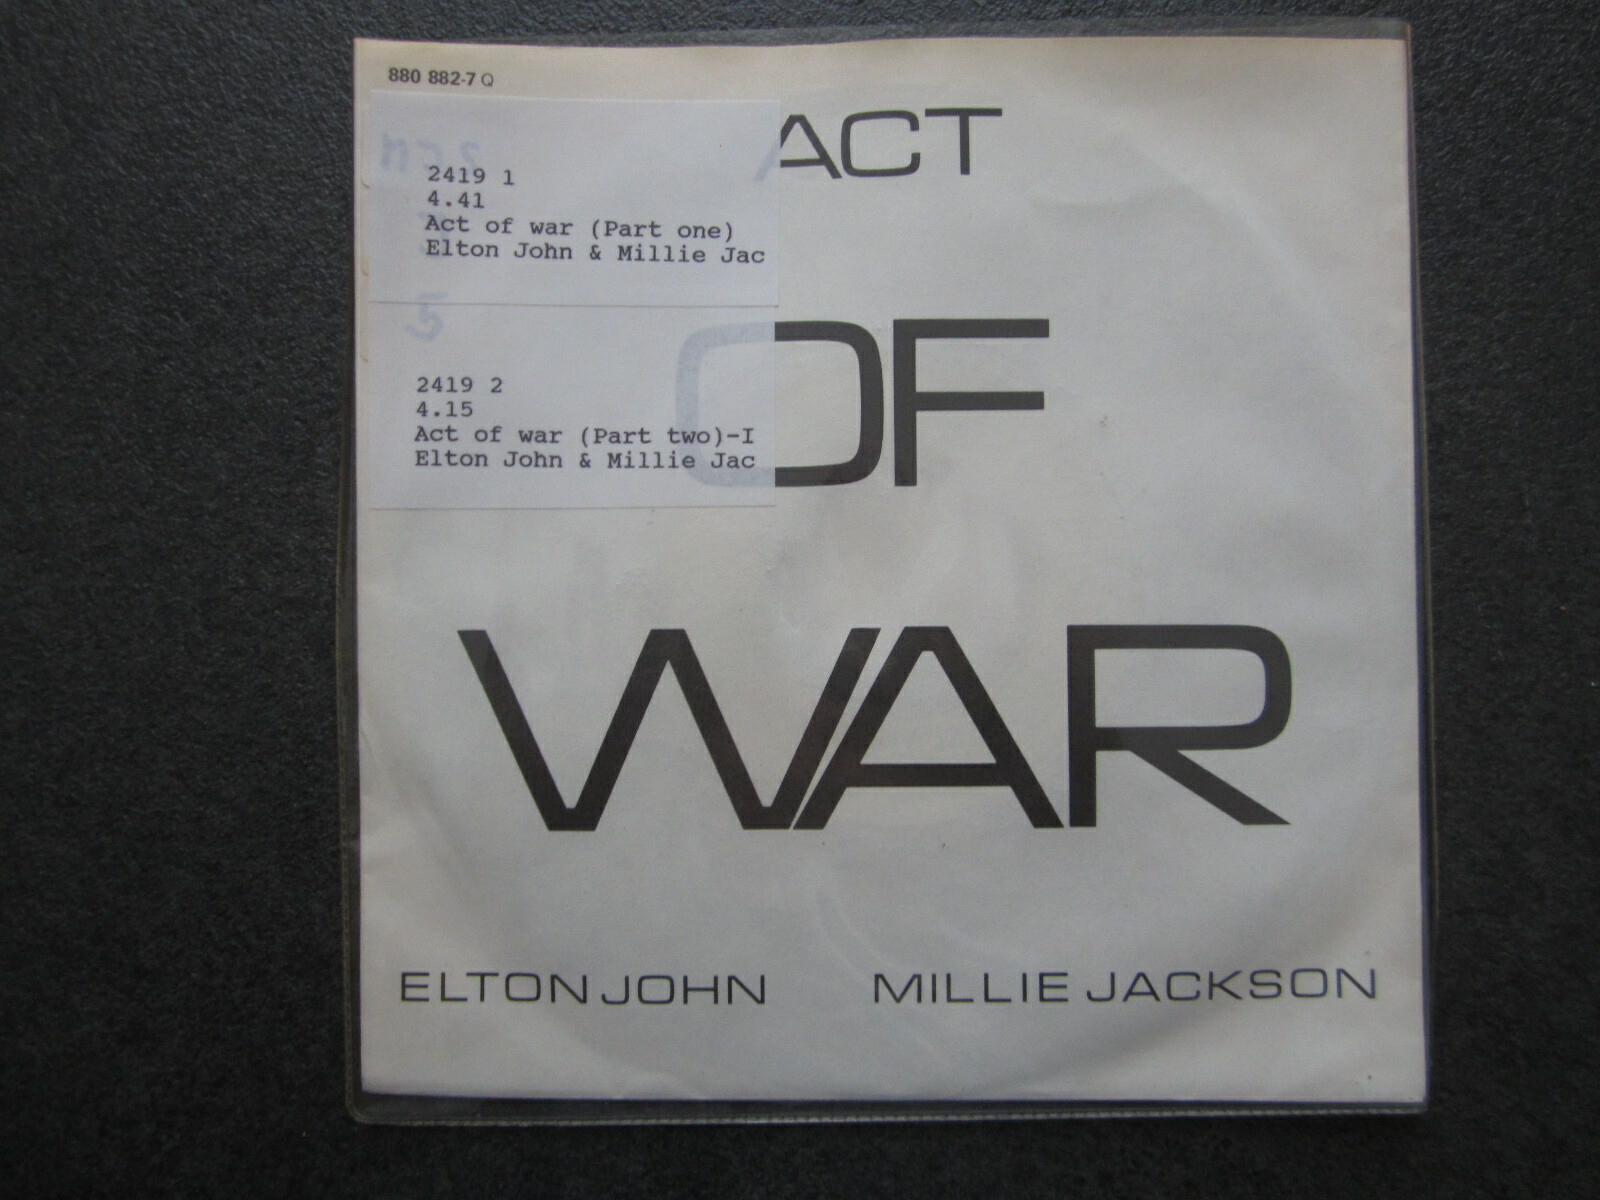 880 882-7 Q
ACT
2419 1
4.41
Act of war (Part one)
Elton John & Millie Jac
OF
5
2419 2
4.15
Act of war (Part two)-I
Elton John & Millie Jac
WAR
ELTON JOHN MILLIE JACKSON